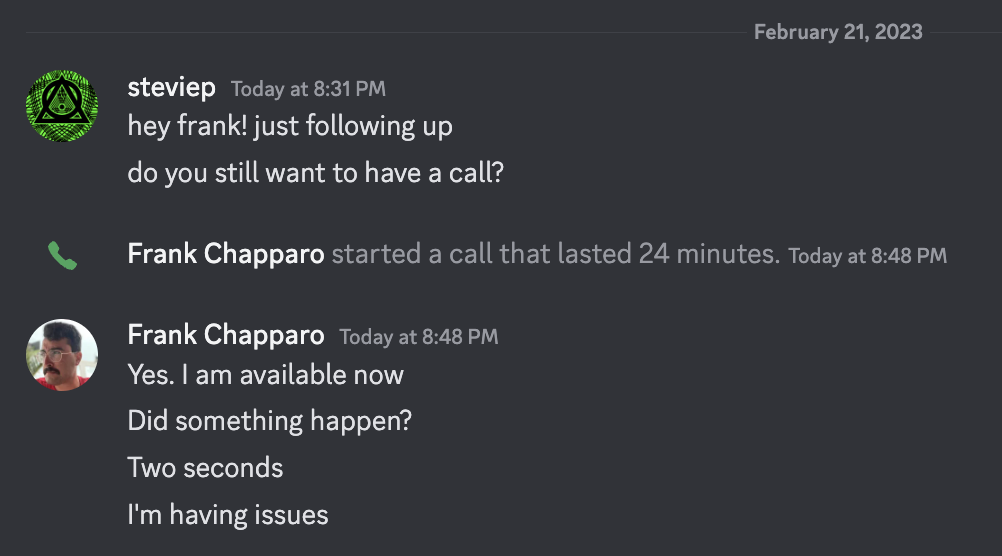 February 21, 2023
steviep Today at 8:31 PM
hey frank! just following up
do you still want to have a call?
Frank Chapparo started a call that lasted 24 minutes. Today at 8:48 PM
Frank Chapparo Today at 8:48 PM
Yes. I am available now
Did something happen?
Two seconds
I'm having issues